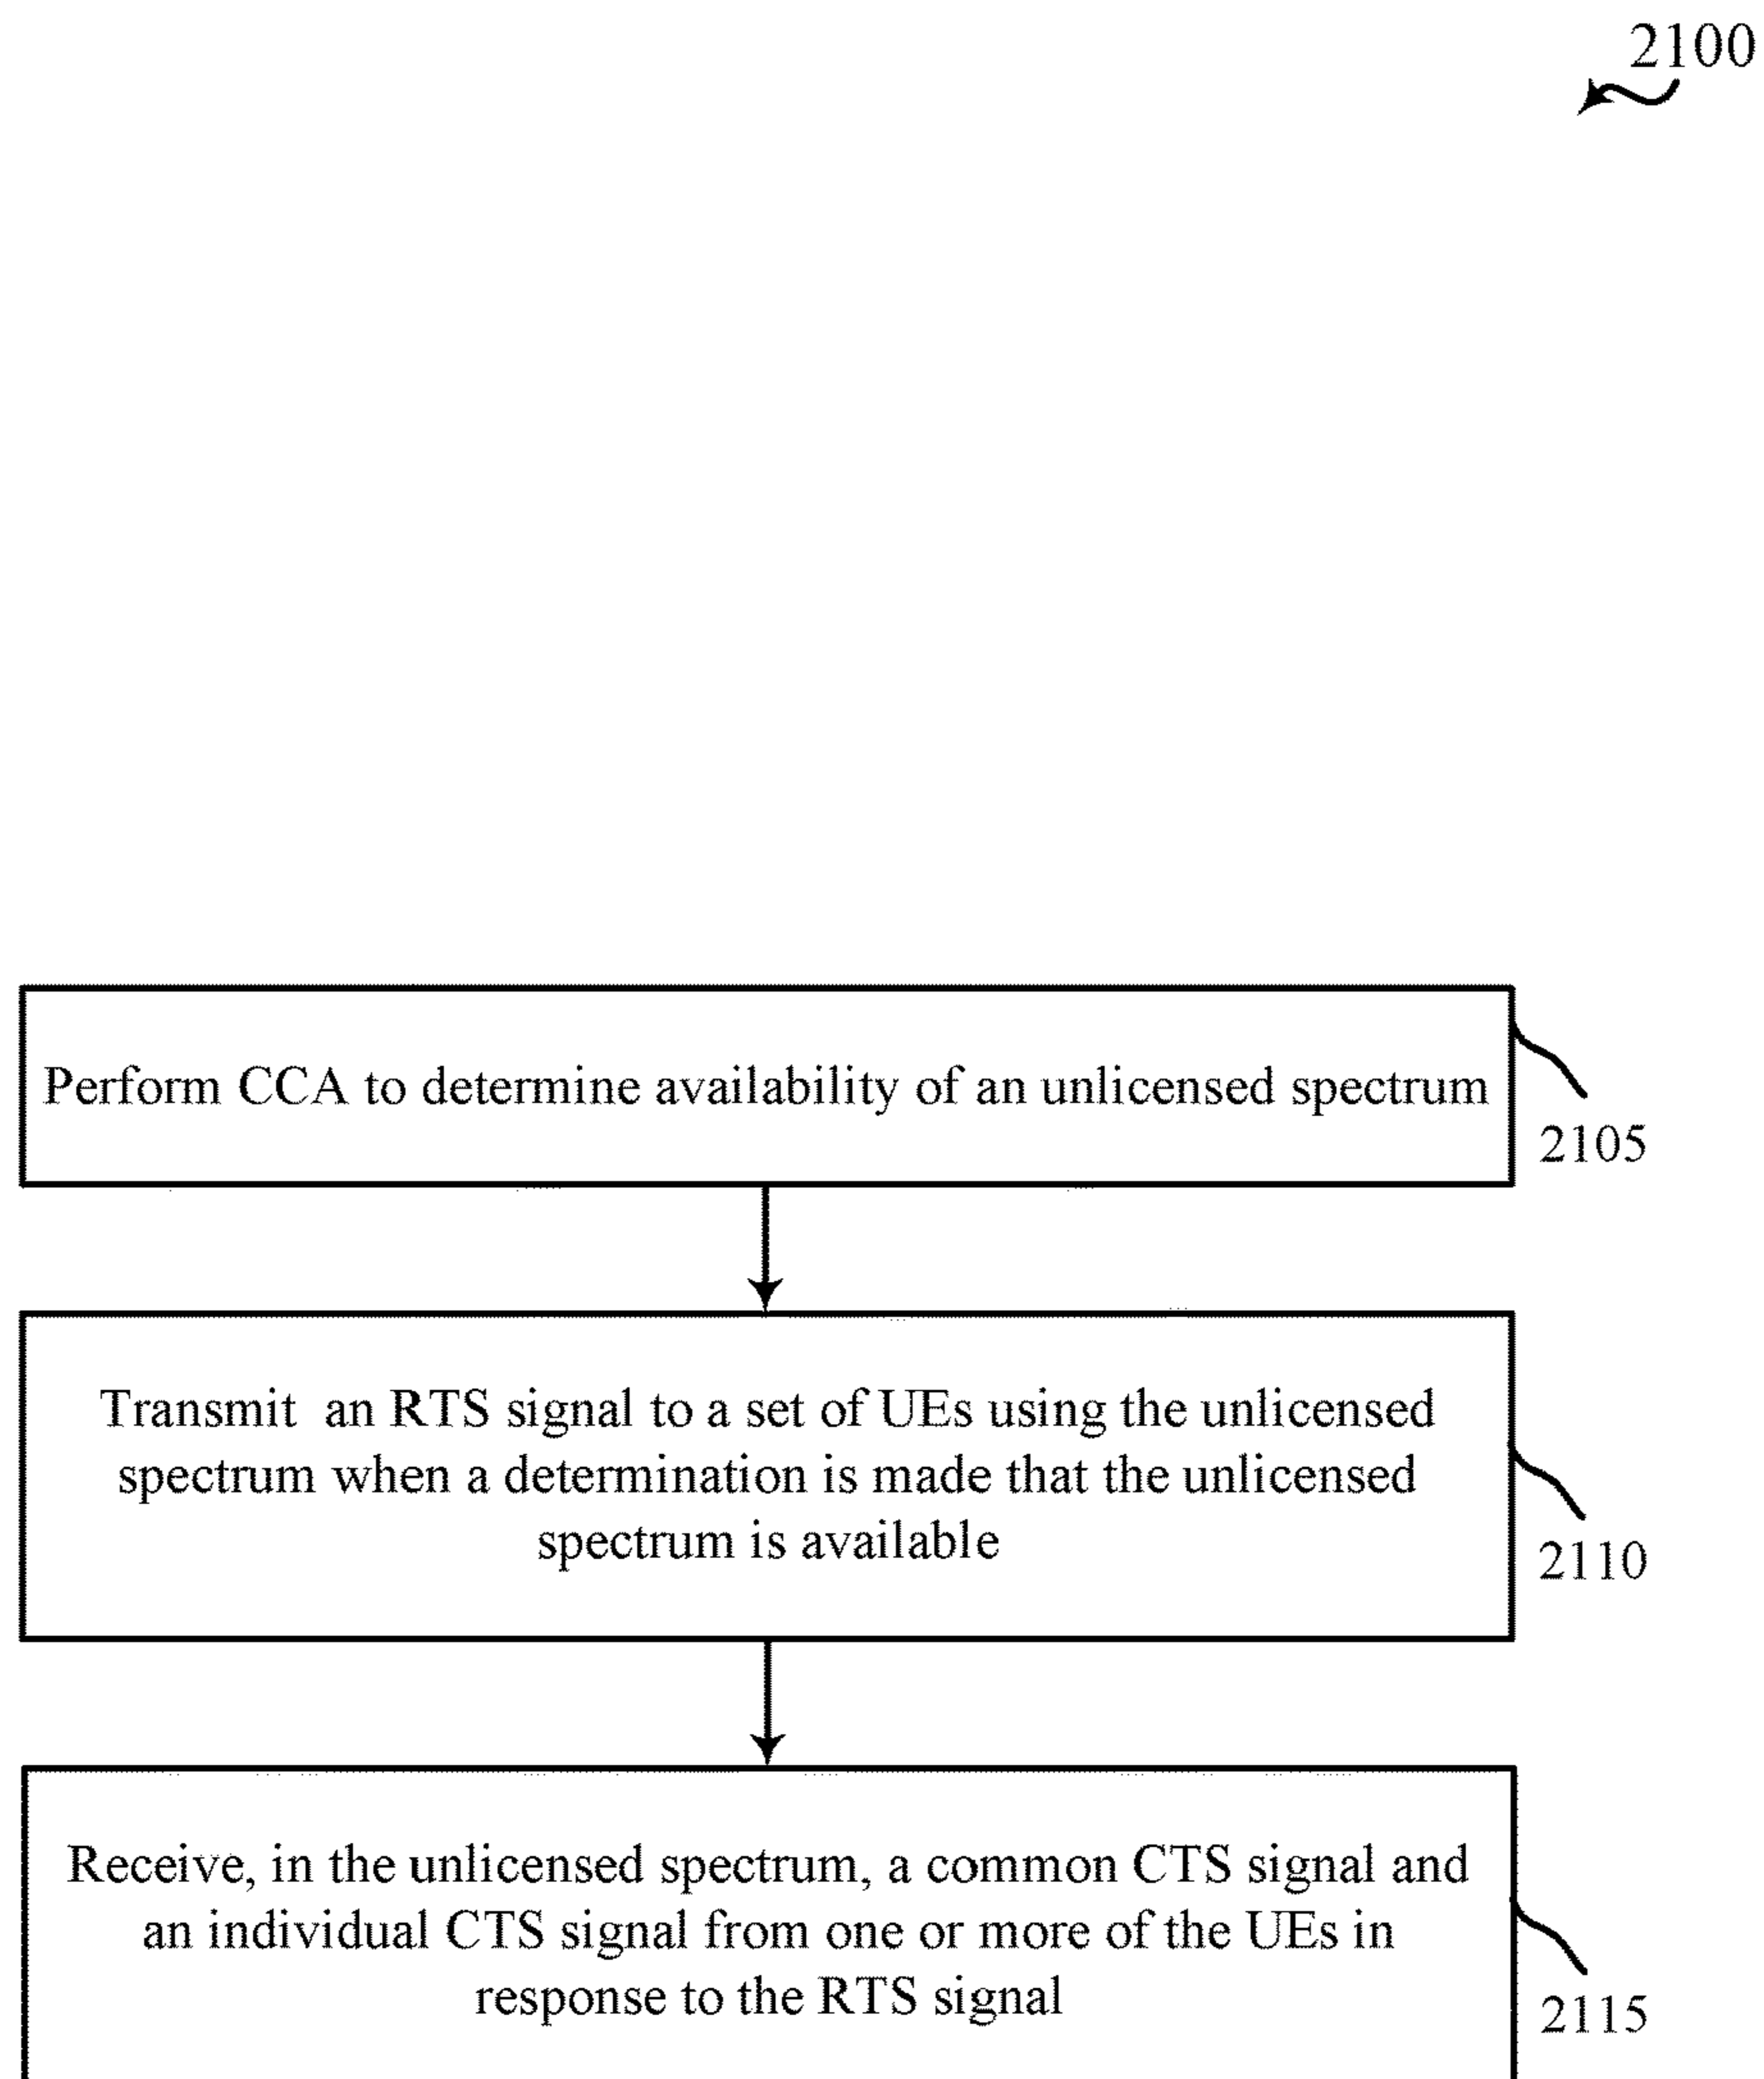 2100
Perform CCA to determine availability of an unlicensed spectrum
2105
Transmit an RTS signal to a set of UEs using the unlicensed
spectrum when a determination is made that the unlicensed
spectrum is available
2110
Receive, in the unlicensed spectrum, a common CTS signal and
an individual CTS signal from one or more of the UEs in
response to the RTS signal
2115